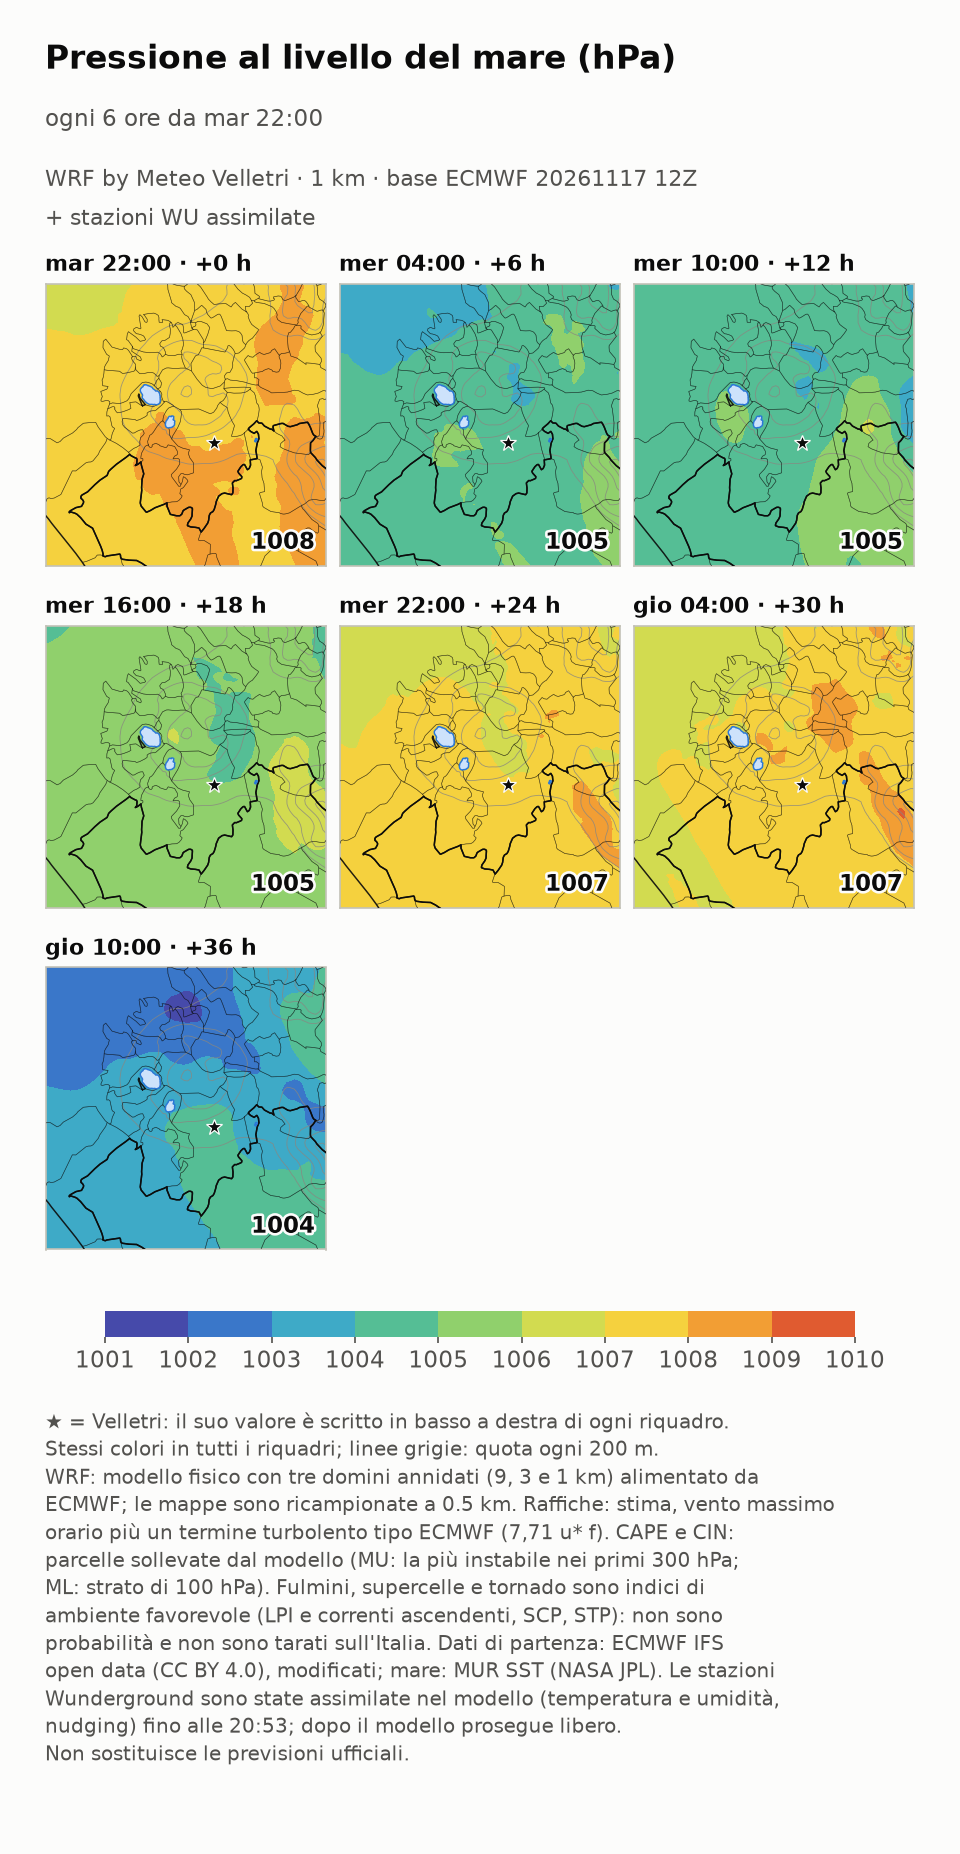 Pressione al livello del mare (hPa)
ogni 6 ore da mar 22:00
WRF by Meteo Velletri · 1 km · base ECMWF 20261117 12Z
+ stazioni WU assimilate
mar 22:00 · +0 h
mer 04:00 · +6 h
mer 10:00 · +12 h
1008
1005
1005
mer 16:00 · +18 h
mer 22:00 · +24 h
gio 04:00 · +30 h
1005
1007
1007
gio 10:00 · +36 h
1004
1001 1002 1003 1004 1005 1006 1007 1008 1009 1010
★ = Velletri: il suo valore è scritto in basso a destra di ogni riquadro.
Stessi colori in tutti i riquadri; linee grigie: quota ogni 200 m.
WRF: modello fisico con tre domini annidati (9, 3 e 1 km) alimentato da
ECMWF; le mappe sono ricampionate a 0.5 km. Raffiche: stima, vento massimo
orario più un termine turbolento tipo ECMWF (7,71 u* f). CAPE e CIN:
parcelle sollevate dal modello (MU: la più instabile nei primi 300 hPa;
ML: strato di 100 hPa). Fulmini, supercelle e tornado sono indici di
ambiente favorevole (LPI e correnti ascendenti, SCP, STP): non sono
probabilità e non sono tarati sull'Italia. Dati di partenza: ECMWF IFS
open data (CC BY 4.0), modificati; mare: MUR SST (NASA JPL). Le stazioni
Wunderground sono state assimilate nel modello (temperatura e umidità,
nudging) fino alle 20:53; dopo il modello prosegue libero.
Non sostituisce le previsioni ufficiali.